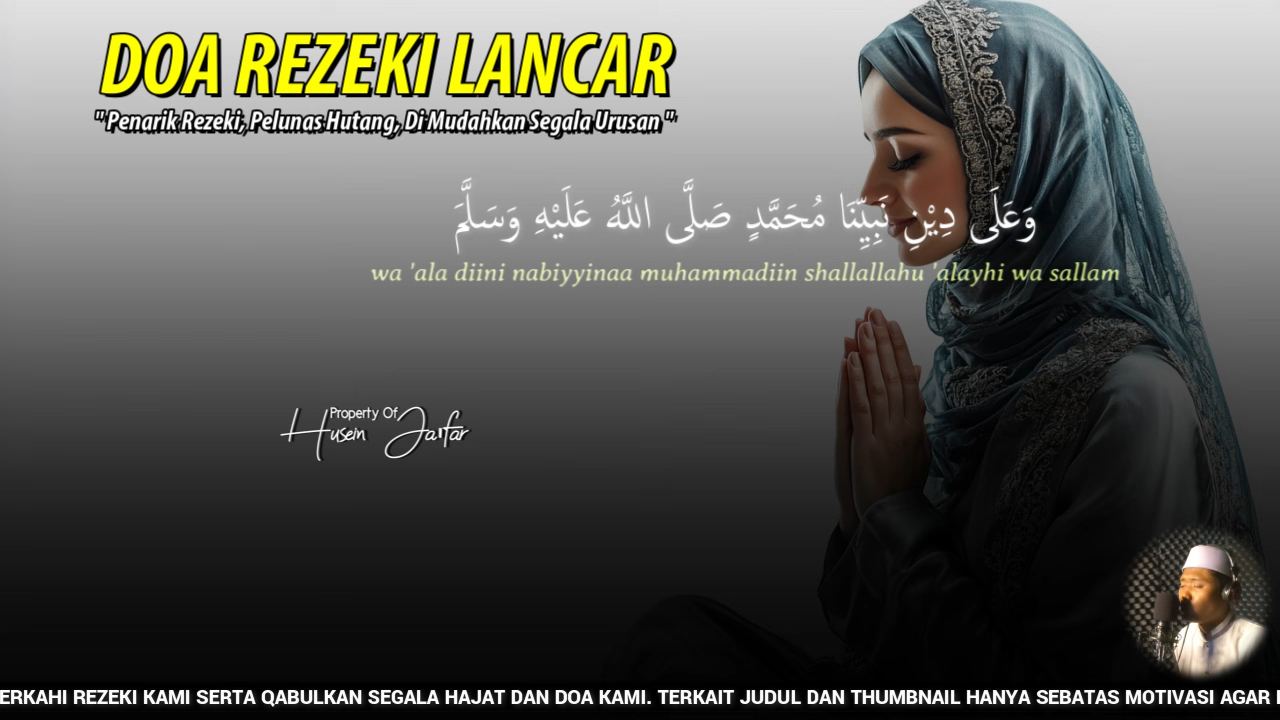 DOA REZEKI LANCAR
" Penarik Rezeki, Pelunas Hutang, Di Mudahkan Segala Urusan "
وَعَلَى دِيْنِ نَبِيِّنَا مُحَمَّدٍ صَلَّى اللَّهُ عَلَيْهِ وَسَلَّمَ
wa 'ala diini nabiyyinaa muhammadiin shallallahu 'alayhi wa sallam
Property Of
Husein Ja'far
ERKAHI REZEKI KAMI SERTA QABULKAN SEGALA HAJAT DAN DOA KAMI. TERKAIT JUDUL DAN THUMBNAIL HANYA SEBATAS MOTIVASI AGAR